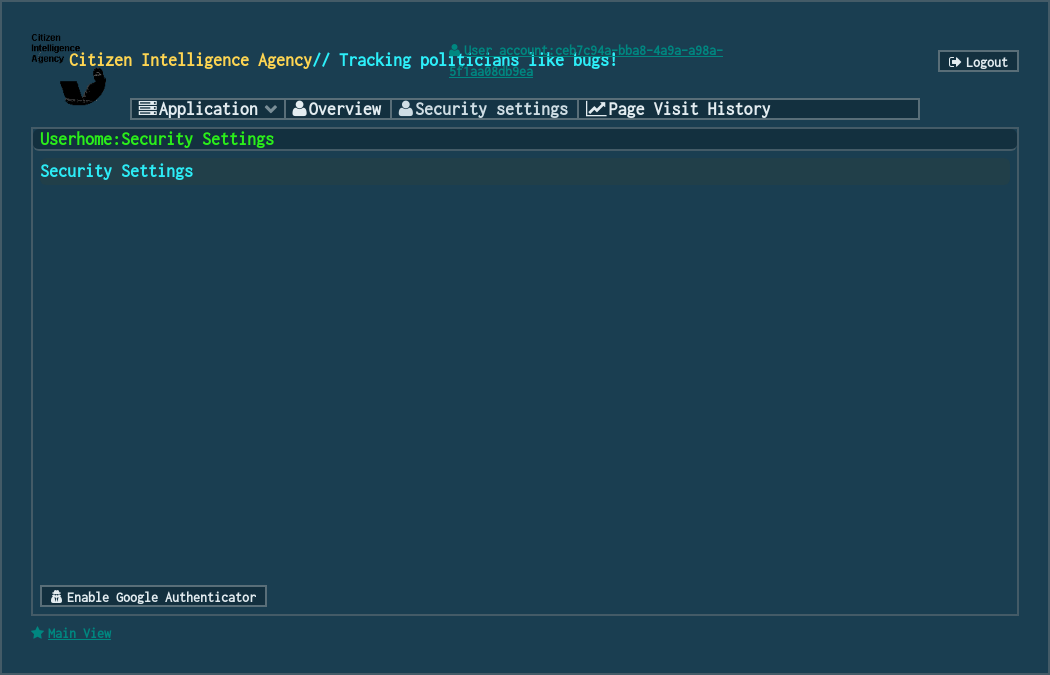 Citizen
Intelligence
Agency
Citizen Intelligence Agency// Tracking politicians like bugs!
User account:ceb7c94a-bba8-4a9a-a98a-
5f1aa08db9ea
Logout
Application Overview Security settings Page Visit History
Userhome:Security Settings
Security Settings
Enable Google Authenticator
Main View